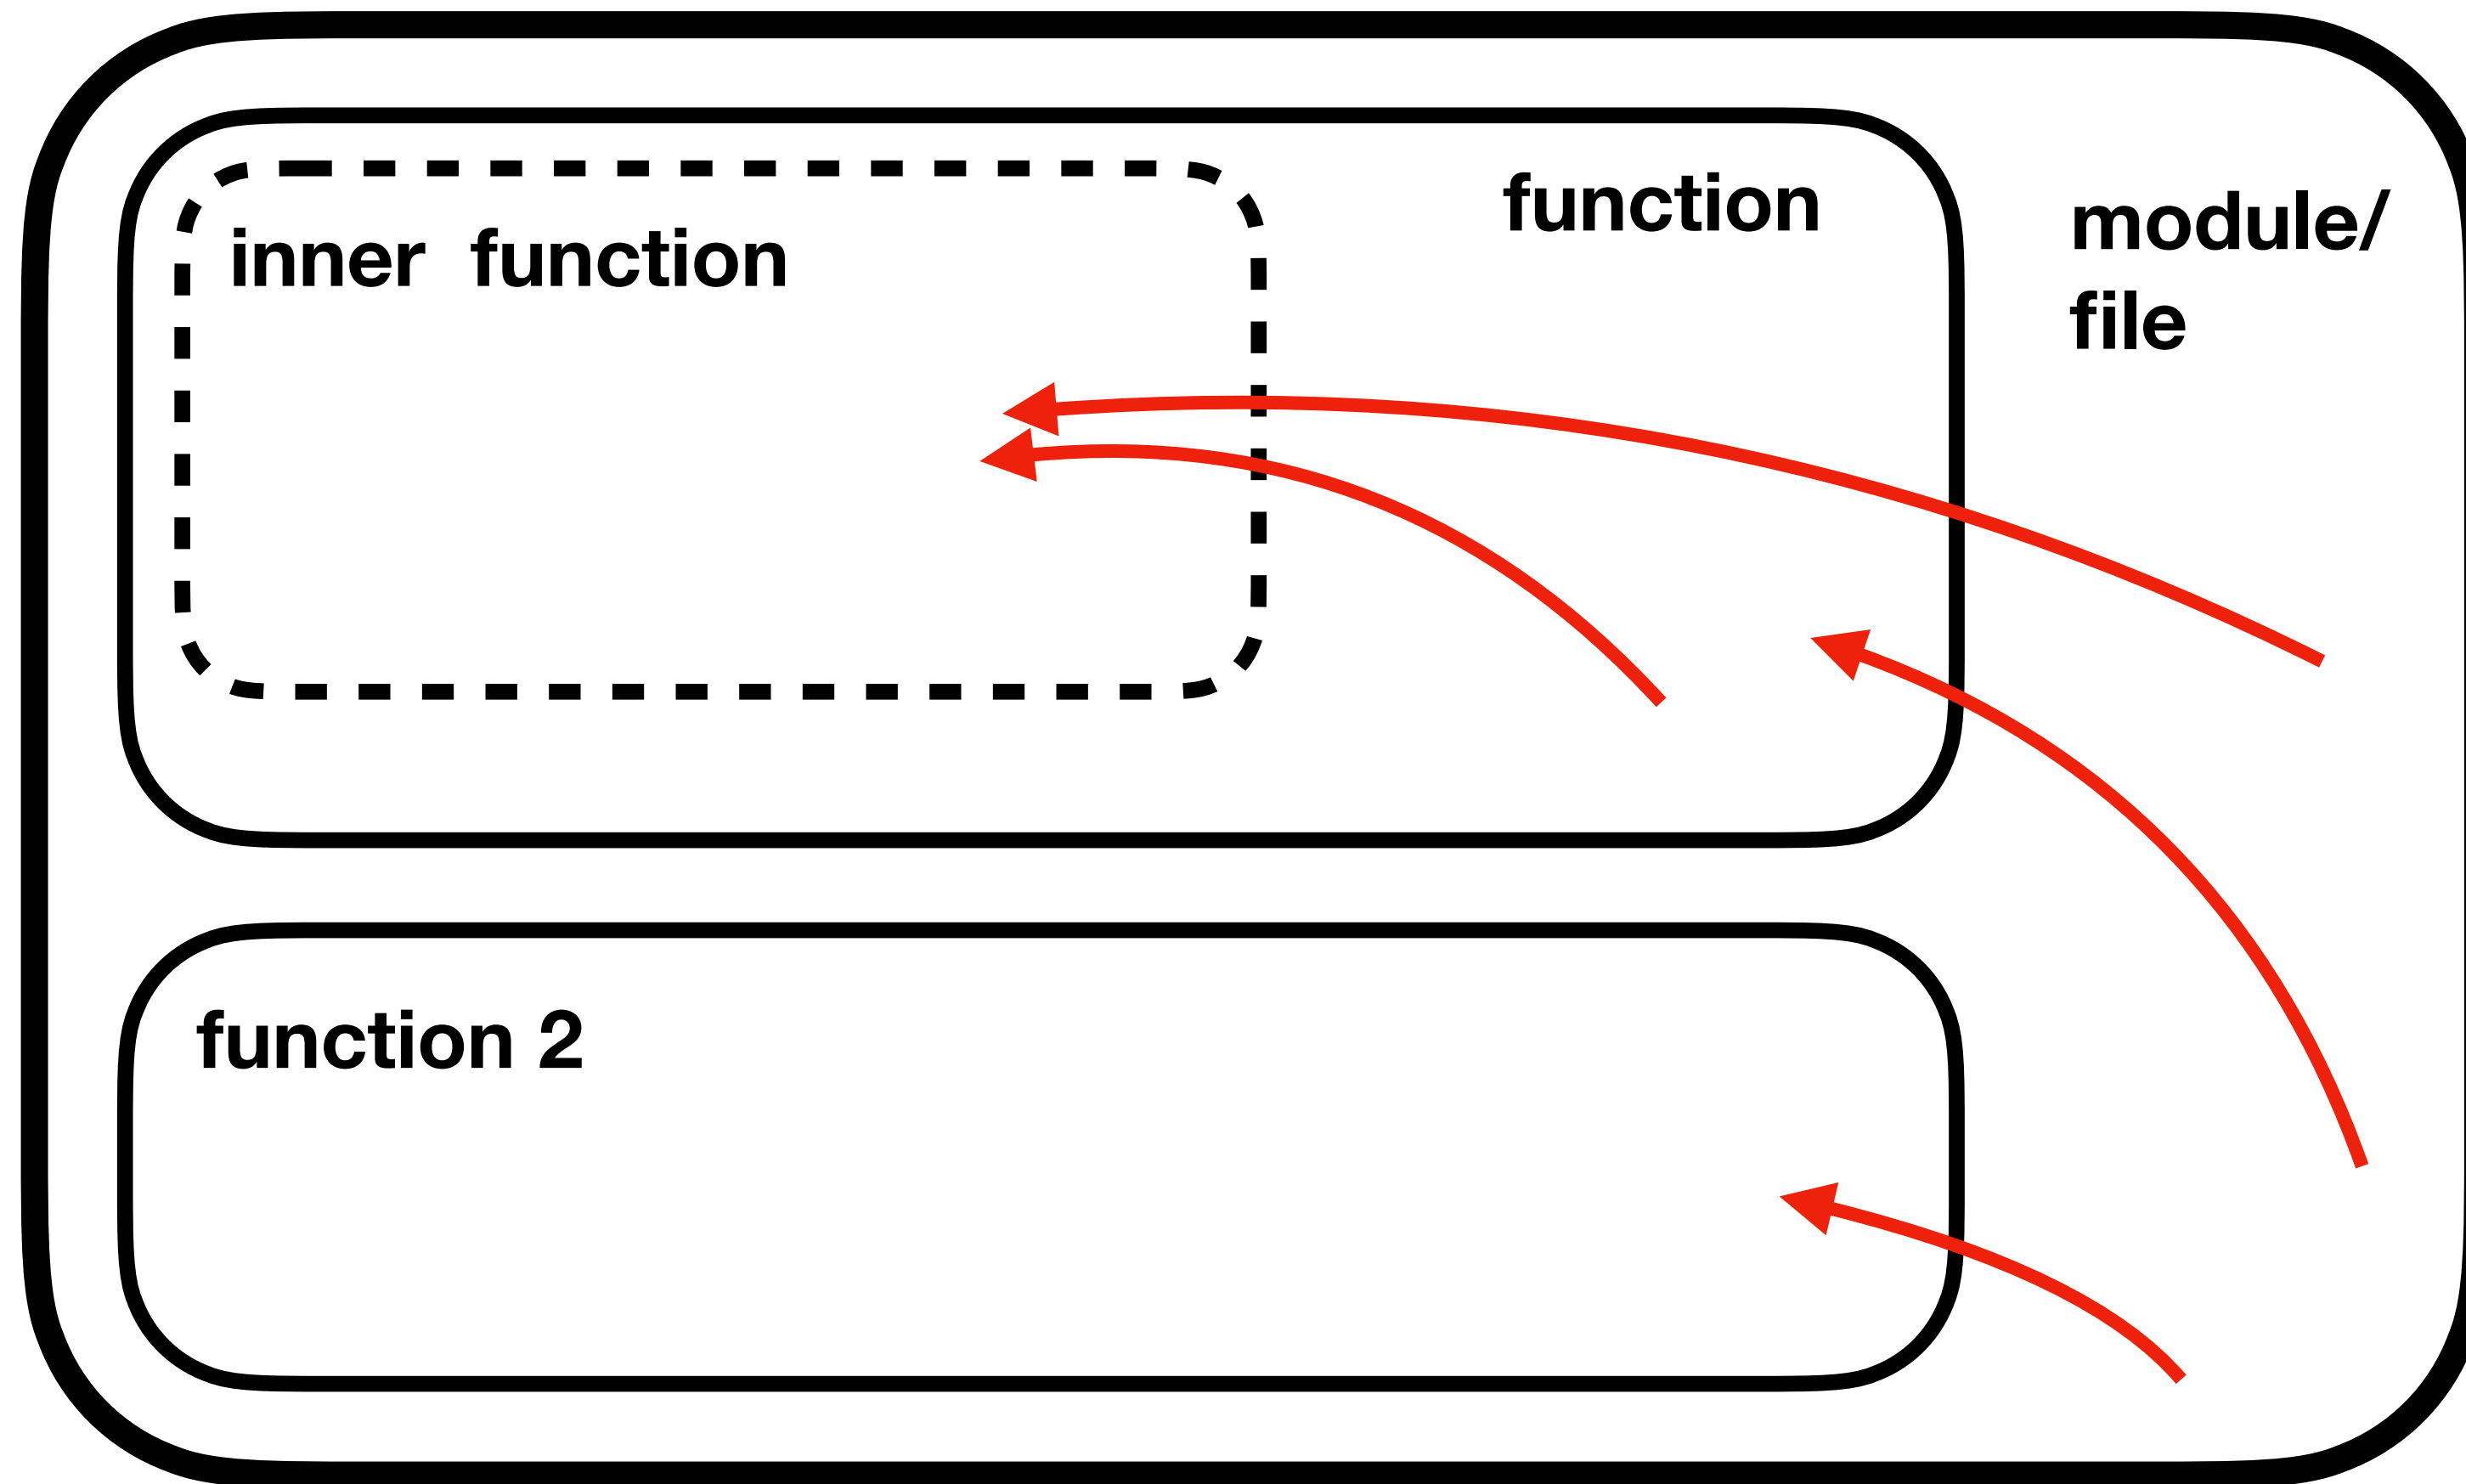 function
module/
file
inner function
function 2